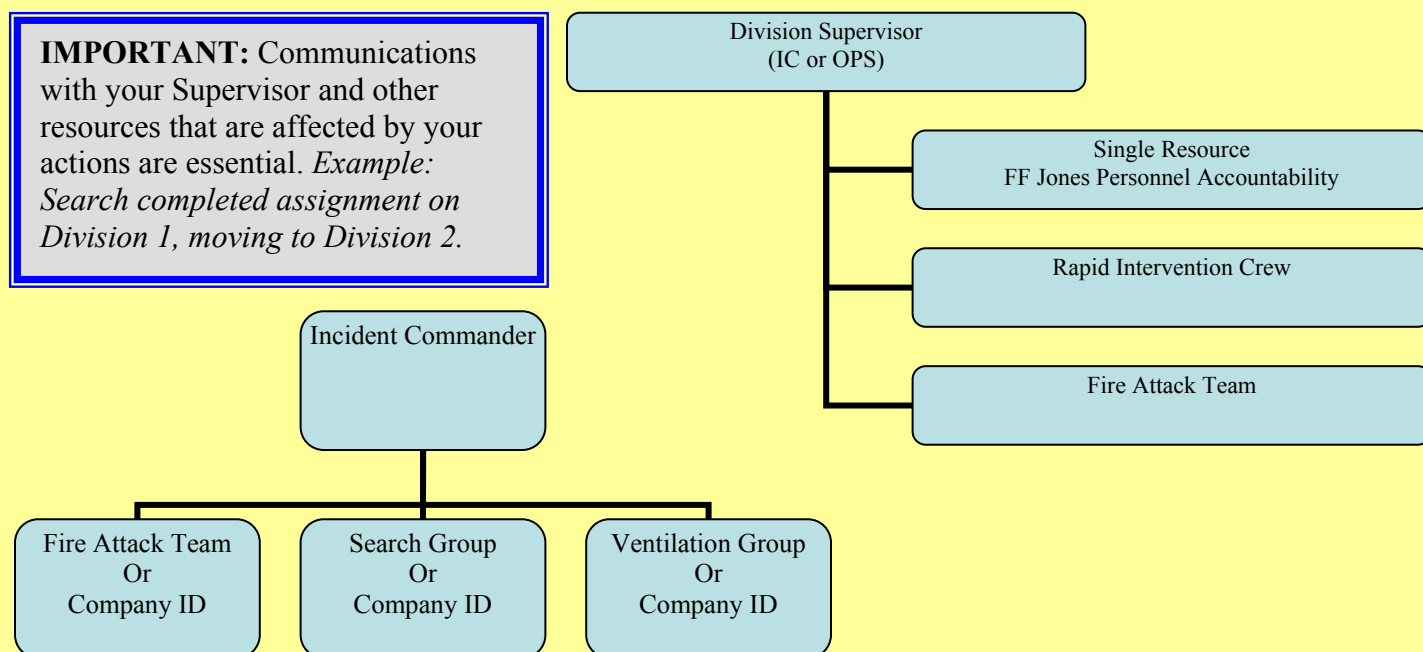 IMPORTANT: Communications
with your Supervisor and other
resources that are affected by your
actions are essential. Example:
Search completed assignment on
Division 1, moving to Division 2.
Division Supervisor
(IC or OPS)
Single Resource
FF Jones Personnel Accountability
Rapid Intervention Crew
Fire Attack Team
Incident Commander
Fire Attack Team
Or
Company ID
Search Group
Or
Company ID
Ventilation Group
Or
Company ID